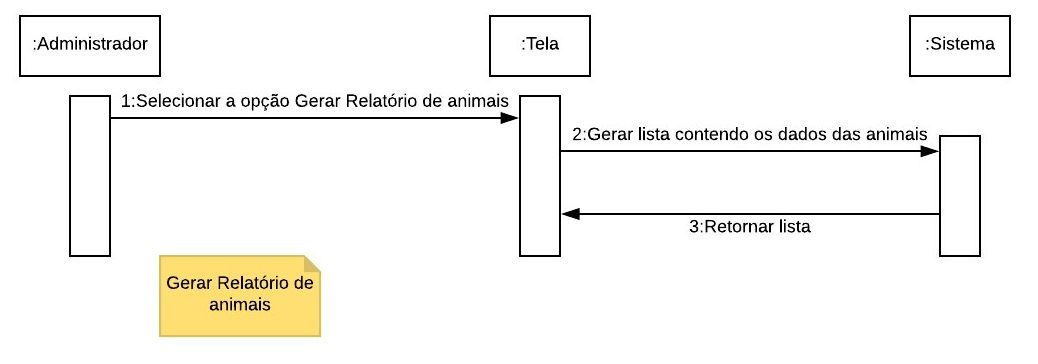 :Administrador
:Tela
:Sistema
1:Selecionar a opção Gerar Relatório de animais
2:Gerar lista contendo os dados das animais
3:Retornar lista
Gerar Relatório de
animais